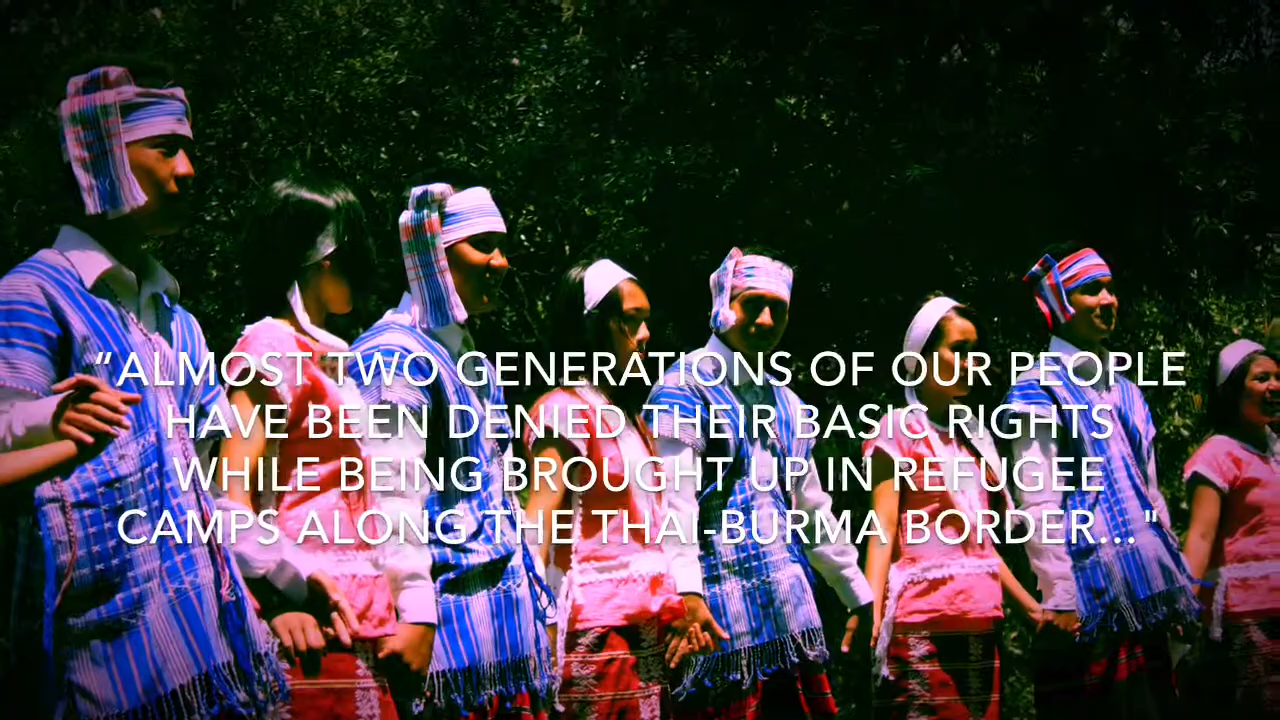 “ALMOST TWO GENERATIONS OF OUR PEOPLE
HAVE BEEN DENIED THEIR BASIC RIGHTS
WHILE BEING BROUGHT UP IN REFUGEE
CAMPS ALONG THE THAI-BURMA BORDER..."